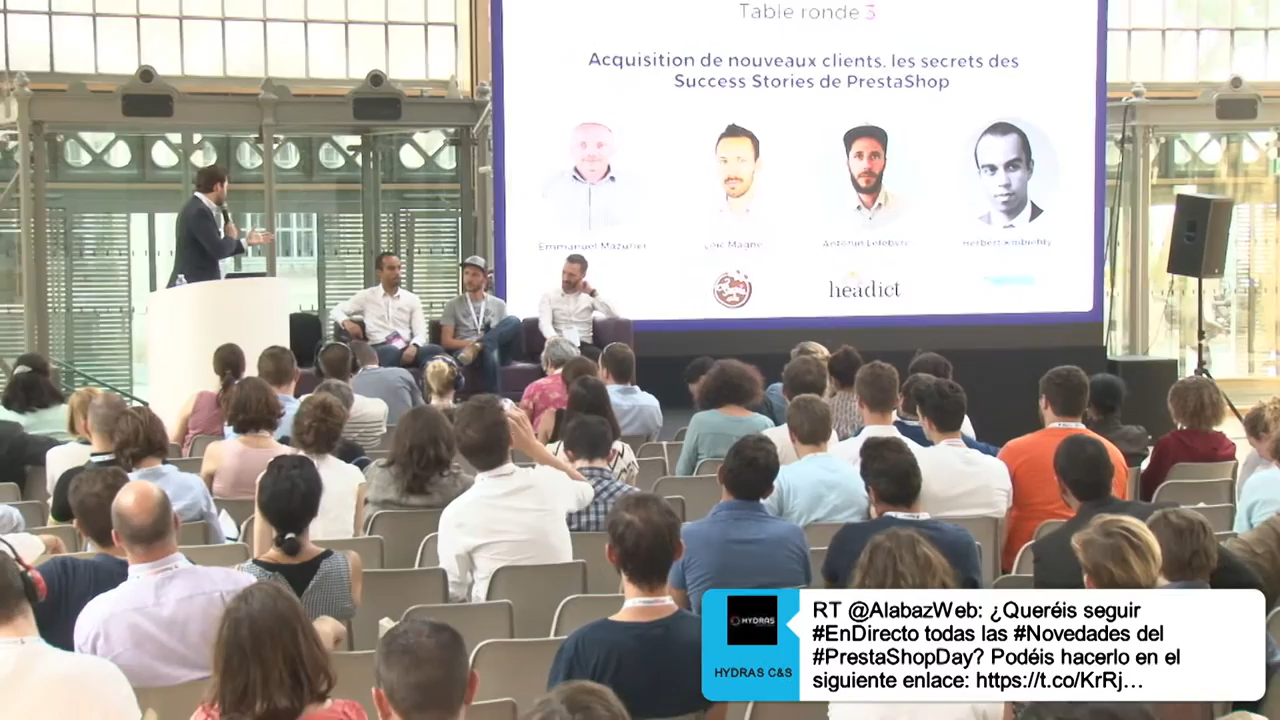 Table ronde 3
Acquisition de nouveaux clients, les secrets des
Success Stories de PrestaShop
Emmanuel Mazurier
Loïc Magne
Antonin Lefebvre
Herbert
headict
HYDRAS
HYDRAS C&S
RT @AlabazWeb: ¿Queréis seguir
#EnDirecto todas las #Novedades del
#PrestaShopDay? Podéis hacerlo en el
siguiente enlace: https://t.co/KrRj…